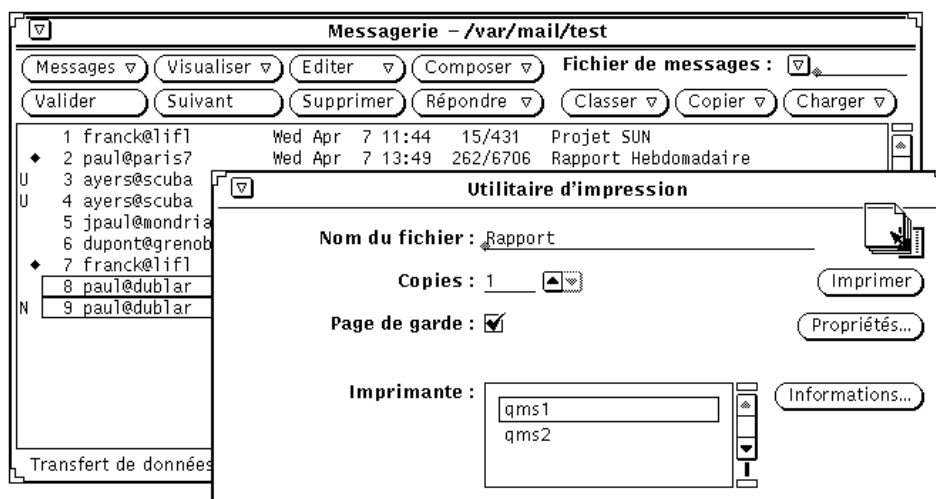 Messagerie – /var/mail/test
Messages Visualiser Editer Composer Fichier de messages :
Valider Suivant Supprimer Répondre Classer Copier Charger
1 franck@lifl Wed Apr 7 11:44 15/431 Projet SUN
2 paul@paris7 Wed Apr 7 13:49 262/6706 Rapport Hebdomadaire
U 3 ayers@scuba
U 4 ayers@scuba
5 jpaul@mondria
6 dupont@grenob
7 franck@lifl
8 paul@dublar
N 9 paul@dublar
Transfert de données
Utilitaire d'impression
Nom du fichier : Rapport
Copies : 1
Imprimer
Page de garde :
Propriétés...
Imprimante :
qms1
qms2
Informations...